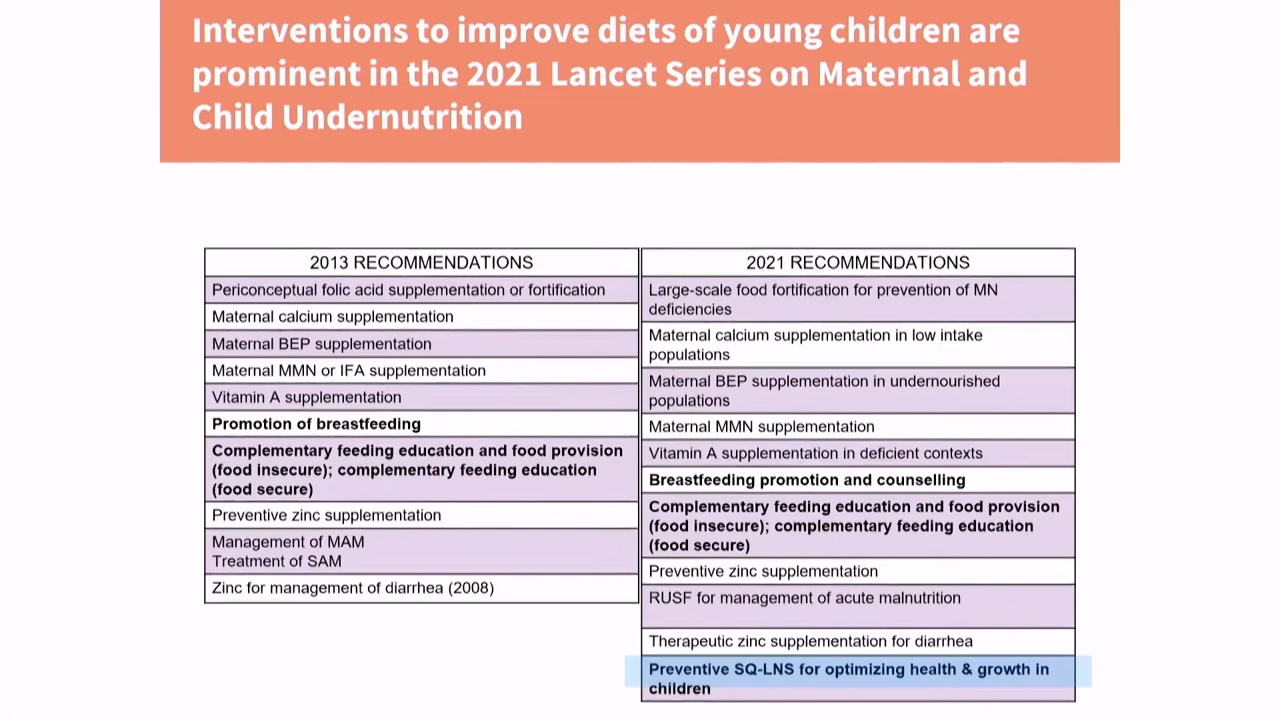 Interventions to improve diets of young children are
prominent in the 2021 Lancet Series on Maternal and
Child Undernutrition
2013 RECOMMENDATIONS
Periconceptual folic acid supplementation or fortification
Maternal calcium supplementation
Maternal BEP supplementation
Maternal MMN or IFA supplementation
Vitamin A supplementation
Promotion of breastfeeding
Complementary feeding education and food provision
(food insecure); complementary feeding education
(food secure)
Preventive zinc supplementation
Management of MAM
Treatment of SAM
Zinc for management of diarrhea (2008)
2021 RECOMMENDATIONS
Large-scale food fortification for prevention of MN
deficiencies
Maternal calcium supplementation in low intake
populations
Maternal BEP supplementation in undernourished
populations
Maternal MMN supplementation
Vitamin A supplementation in deficient contexts
Breastfeeding promotion and counselling
Complementary feeding education and food provision
(food insecure); complementary feeding education
(food secure)
Preventive zinc supplementation
RUSF for management of acute malnutrition
Therapeutic zinc supplementation for diarrhea
Preventive SQ-LNS for optimizing health & growth in
children